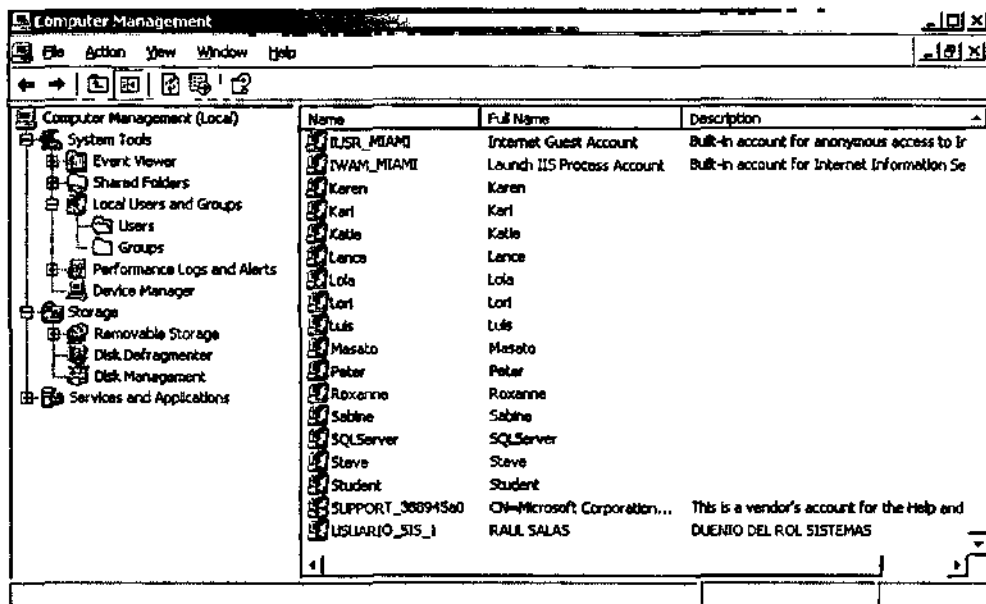 Computer Management
File Action View Window Help
Computer Management (Local)
System Tools
Event Viewer
Shared Folders
Local Users and Groups
Users
Groups
Performance Logs and Alerts
Device Manager
Storage
Removable Storage
Disk Defragmenter
Disk Management
Services and Applications
Name Full Name Description
IUSR_MIAMI Internet Guest Account Built-in account for anonymous access to Ir
IWAM_MIAMI Launch IIS Process Account Built-in account for Internet Information Se
Karen Karen
Karl Karl
Katie Katie
Lance Lance
Lola Lola
Lori Lori
Luis Luis
Masato Masato
Peter Peter
Roxanne Roxanne
Sabine Sabine
SQLServer SQLServer
Steve Steve
Student Student
SUPPORT_388945a0 CN=Microsoft Corporation... This is a vendor's account for the Help and
USUARIO_SIS_1 RAUL SALAS DUENIO DEL ROL SISTEMAS